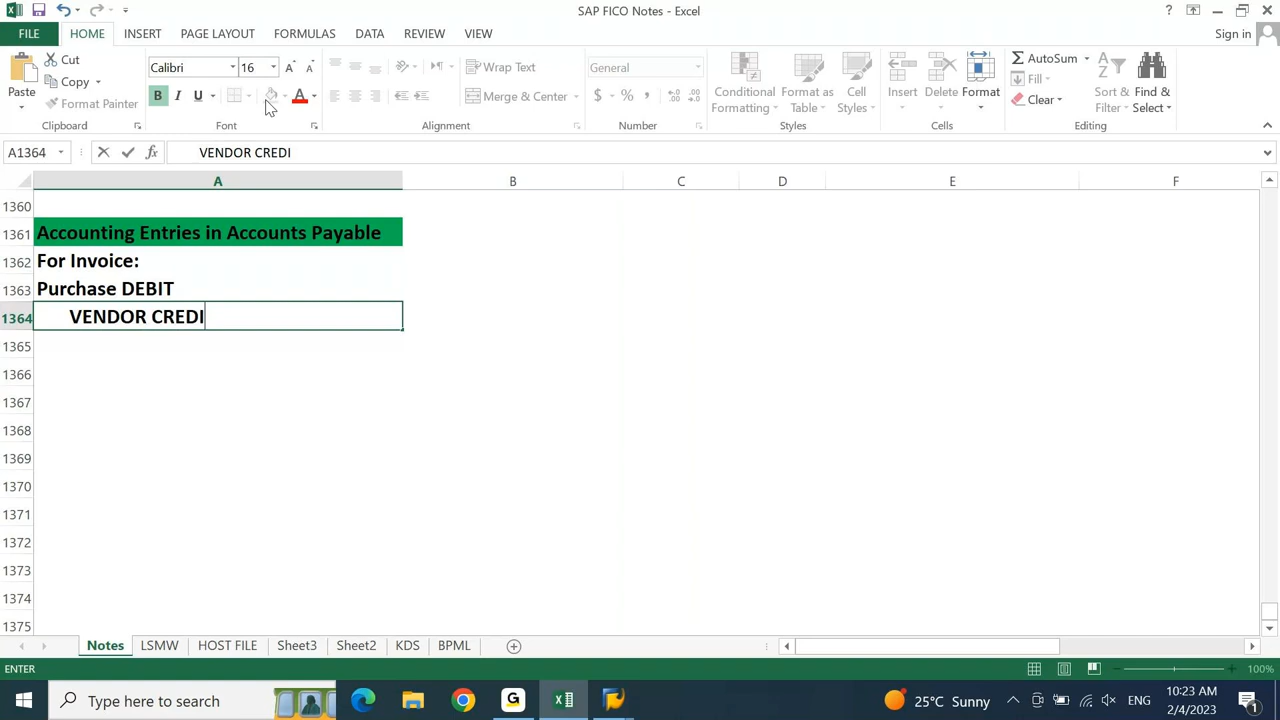 SAP FICO Notes - Excel
?
FILE HOME INSERT PAGE LAYOUT FORMULAS DATA REVIEW VIEW Sign in
Paste
Cut
Copy
Format Painter
Clipboard
Calibri 16 A A
B I U A
Font
Wrap Text
Merge & Center
Alignment
General
$ % , .0 .00
Number
Conditional Formatting
Format as Table
Cell Styles
Styles
Insert Delete Format
Cells
AutoSum
Fill
Clear
Sort & Filter
Find & Select
Editing
A1364 fx VENDOR CREDI
A B C D E F
1360
1361 Accounting Entries in Accounts Payable
1362 For Invoice:
1363 Purchase DEBIT
1364 VENDOR CREDI
1365
1366
1367
1368
1369
1370
1371
1372
1373
1374
1375
Notes LSMW HOST FILE Sheet3 Sheet2 KDS BPML
ENTER 100%
Type here to search 25°C Sunny ENG 10:23 AM
2/4/2023 1